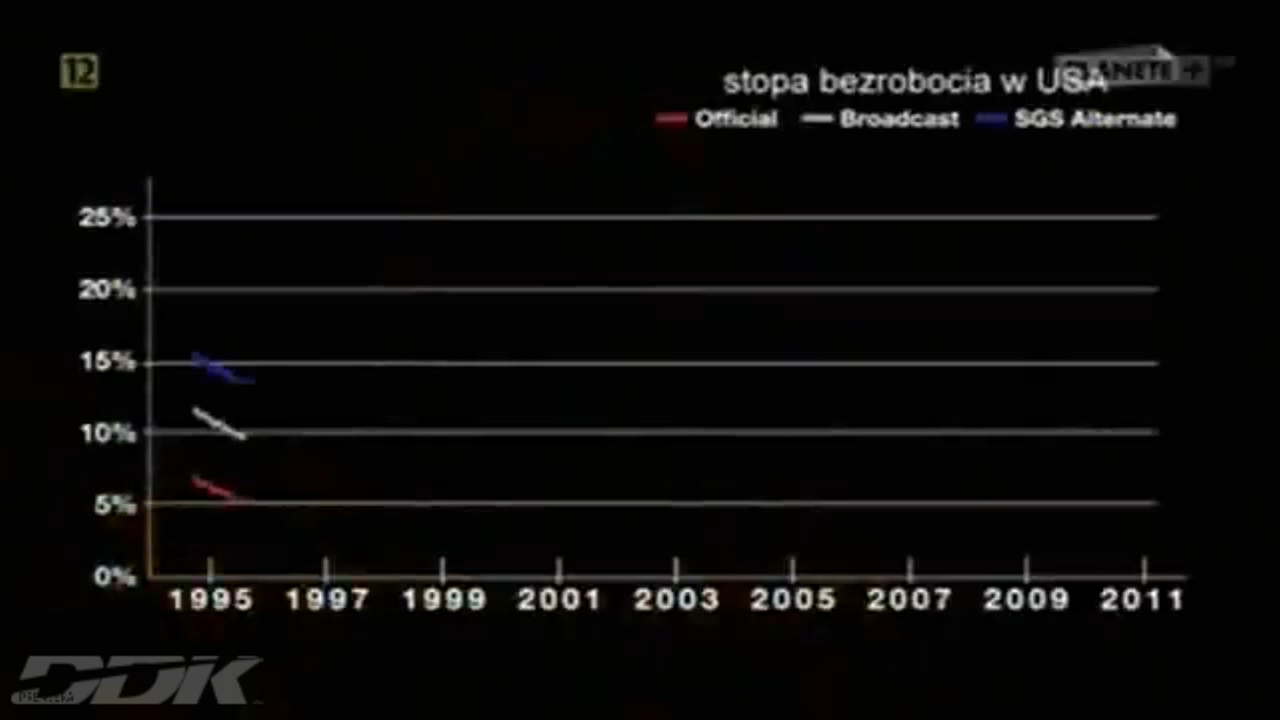 12
PLANETE +
stopa bezrobocia w USA
Official Broadcast SGS Alternate
25%
20%
15%
10%
5%
0%
1995 1997 1999 2001 2003 2005 2007 2009 2011
DDK